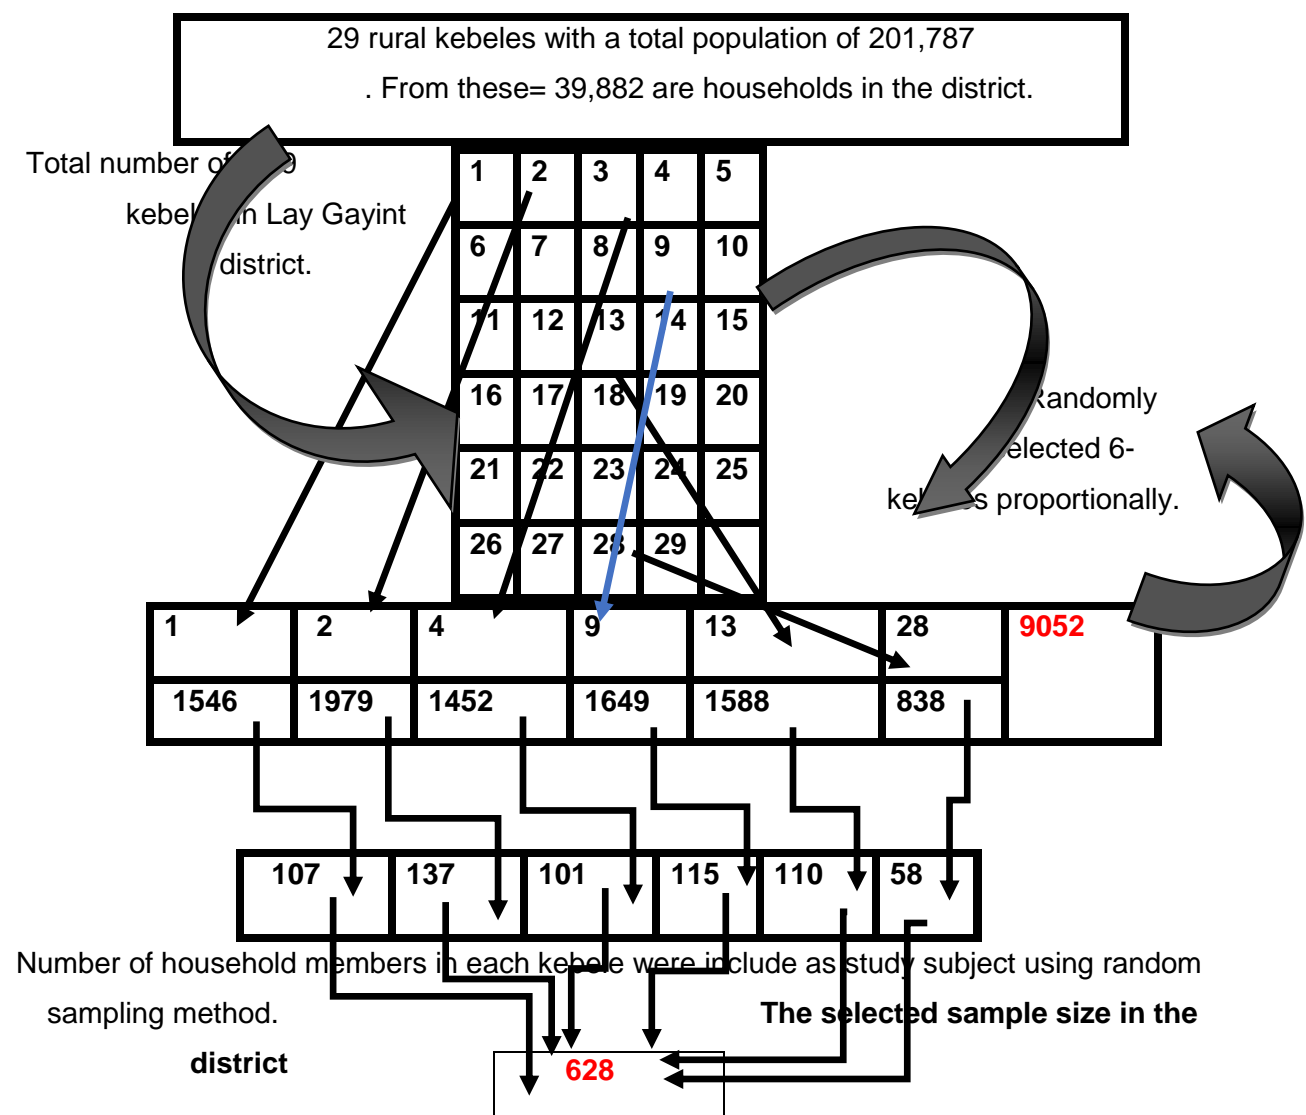 29 rural kebeles with a total population of 201,787
. From these= 39,882 are households in the district.
Total number of 9
kebel in Lay Gayint
district.
1 2 3 4 5
6 7 8 9 10
11 12 13 14 15
16 17 18 19 20
21 22 23 24 25
26 27 28 29
Randomly
elected 6-
ke s proportionally.
1 2 4 9 13 28 9052
1546 1979 1452 1649 1588 838
107 137 101 115 110 58
Number of household members in each kebele were include as study subject using random
sampling method. The selected sample size in the
district
628